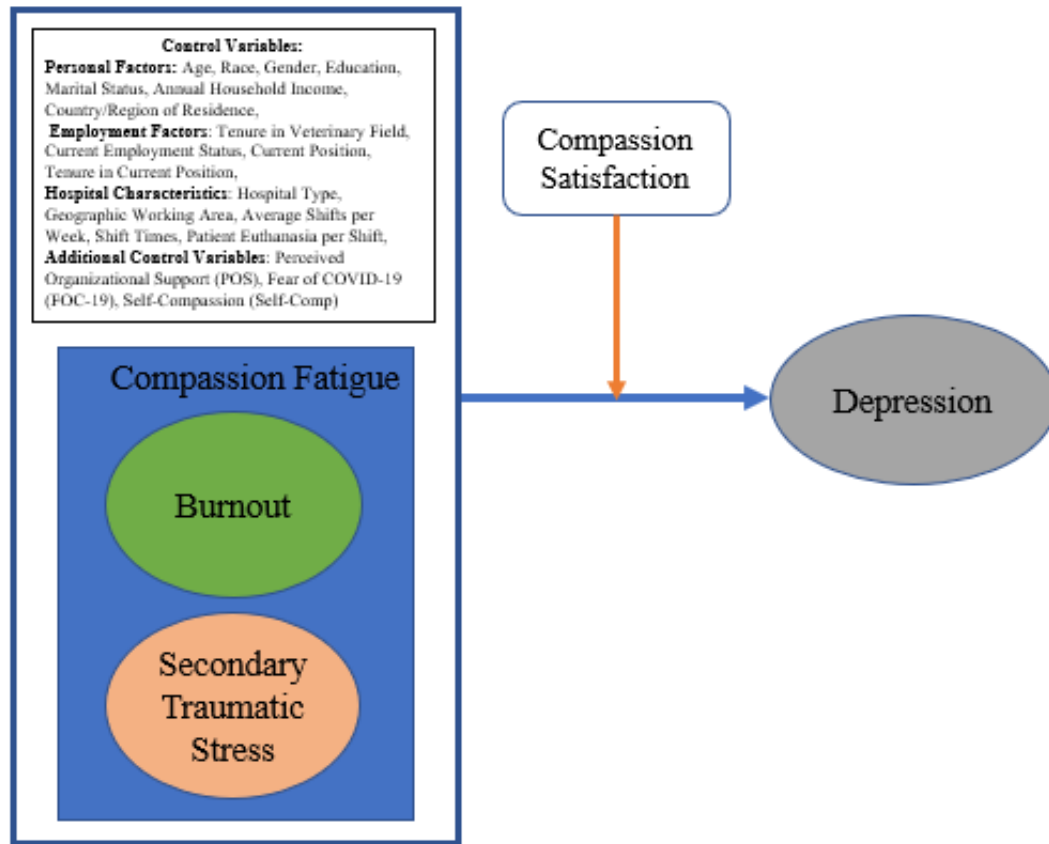 Control Variables:
Personal Factors: Age, Race, Gender, Education,
Marital Status, Annual Household Income,
Country/Region of Residence,
Employment Factors: Tenure in Veterinary Field,
Current Employment Status, Current Position,
Tenure in Current Position,
Hospital Characteristics: Hospital Type,
Geographic Working Area, Average Shifts per
Week, Shift Times, Patient Euthanasia per Shift,
Additional Control Variables: Perceived
Organizational Support (POS), Fear of COVID-19
(FOC-19), Self-Compassion (Self-Comp)
Compassion Fatigue
Burnout
Secondary
Traumatic
Stress
Compassion
Satisfaction
Depression